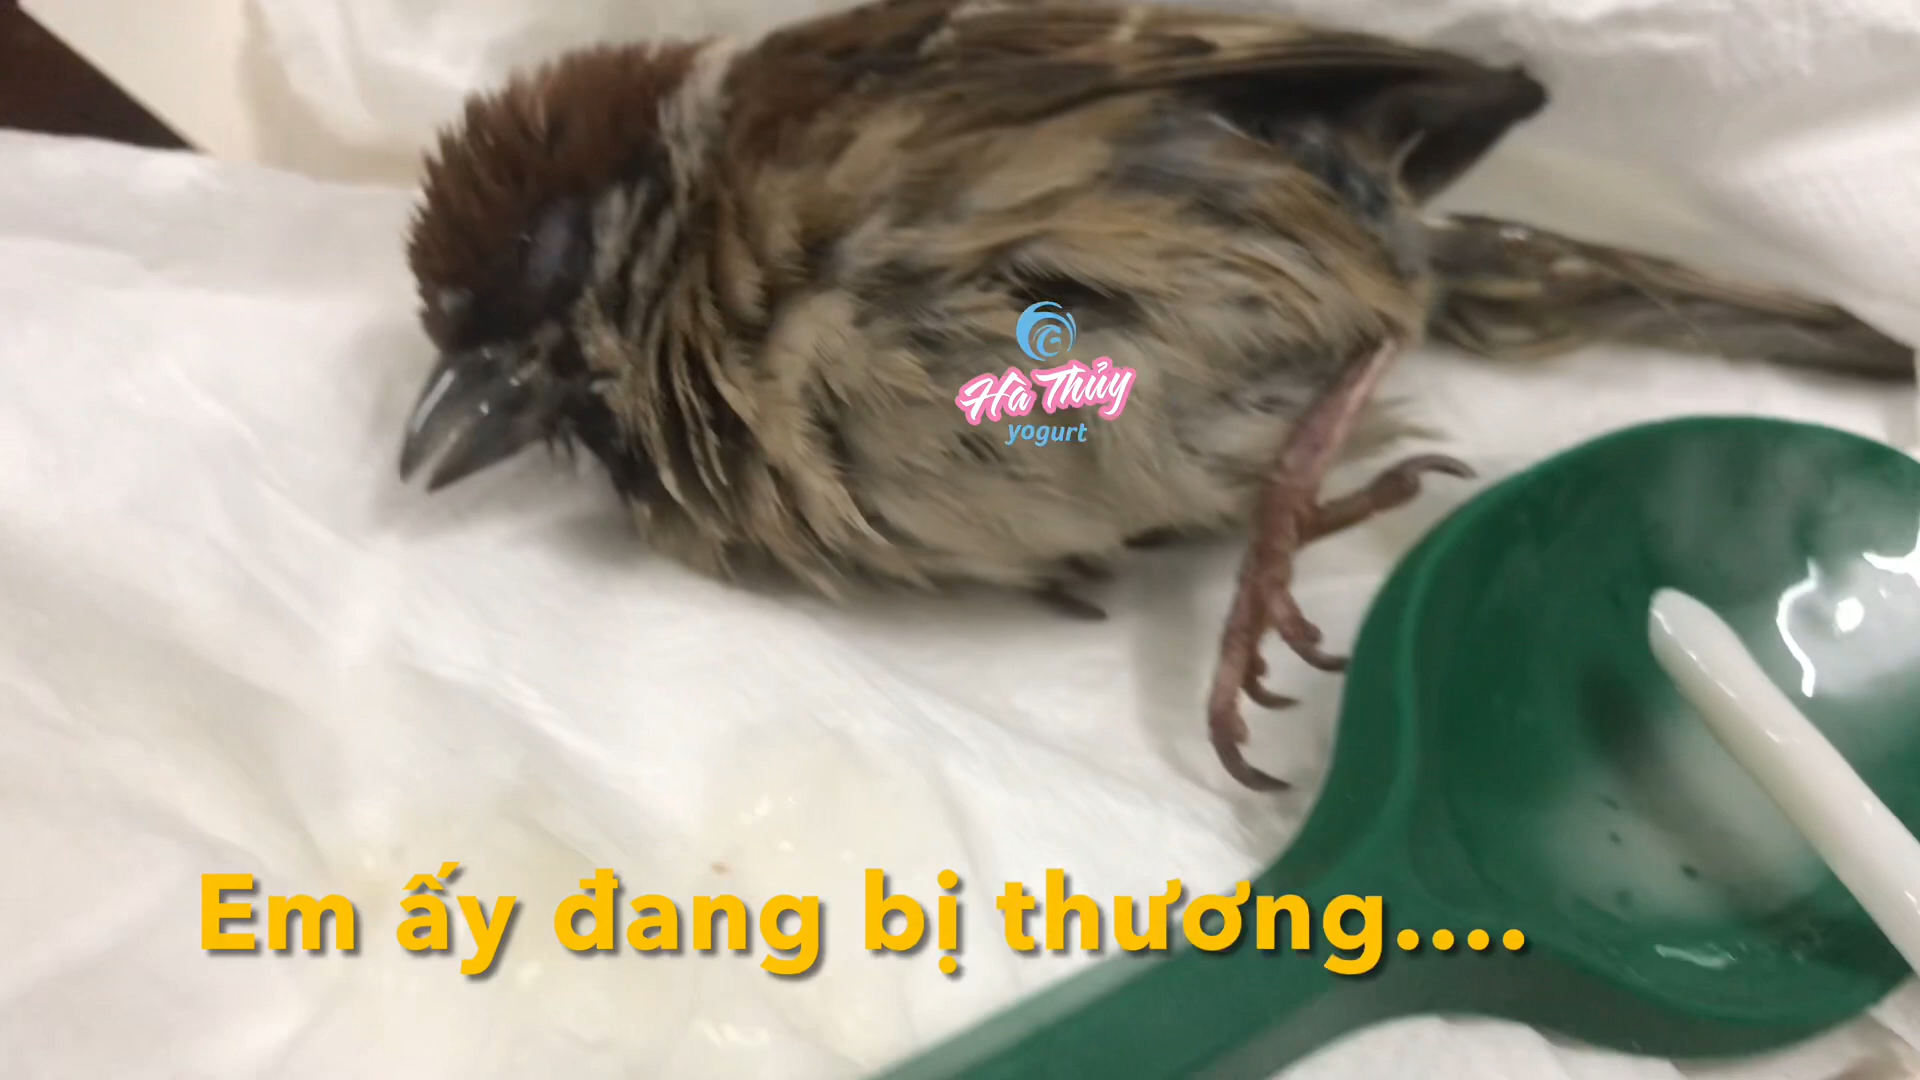 Hà Thủy
yogurt
Em ấy đang bị thương....